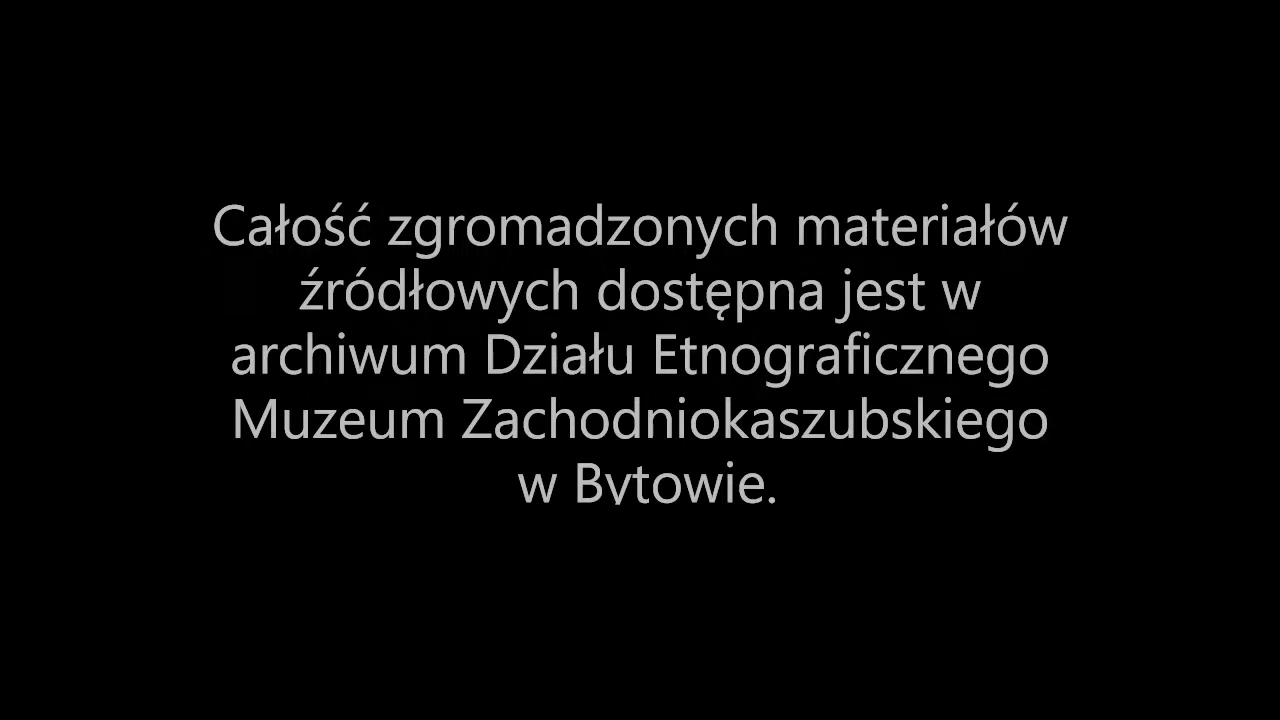 Całość zgromadzonych materiałów
źródłowych dostępna jest w
archiwum Działu Etnograficznego
Muzeum Zachodniokaszubskiego
w Bytowie.